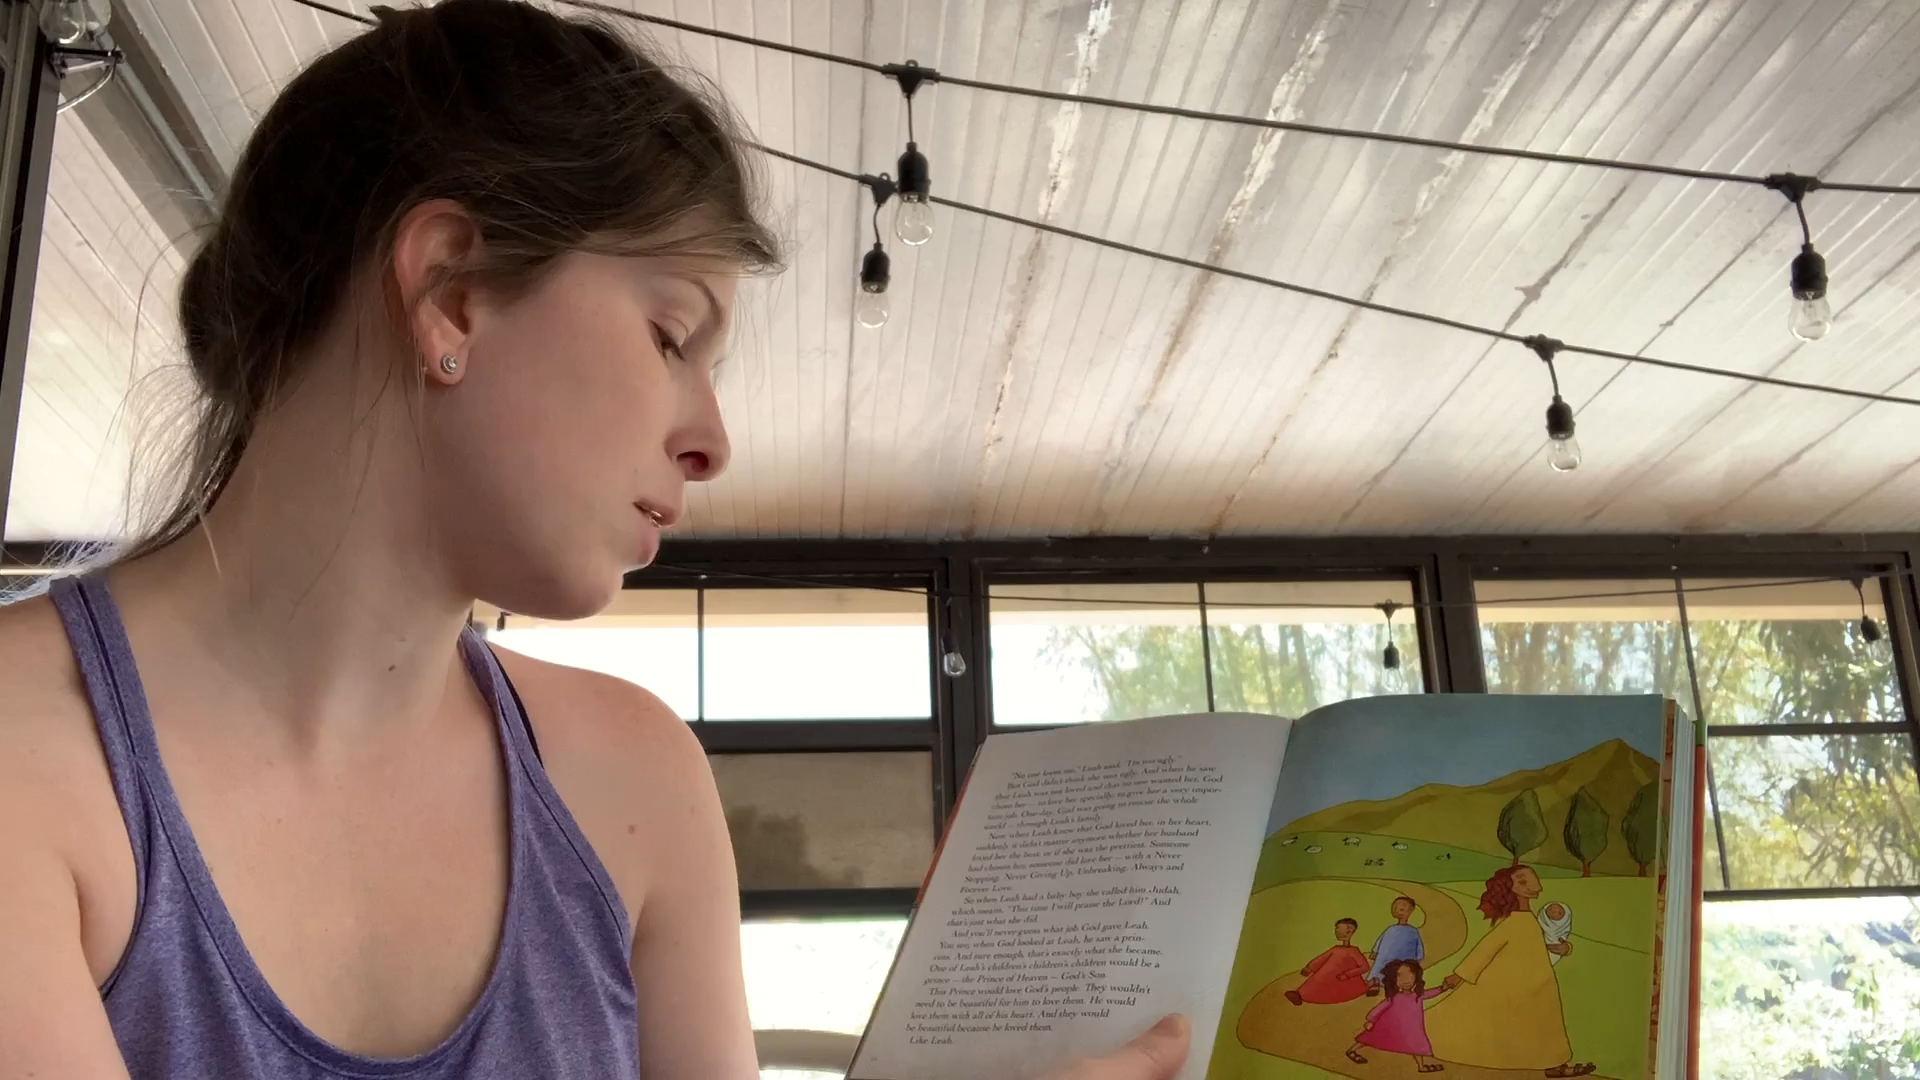 "No one loves me," Leah said. "I'm too ugly."
But God didn't think she was ugly. And when he saw
that Leah was not loved and that no one wanted her, God
chose her — to love her specially, to give her a very impor-
tant job. One day, God was going to rescue the whole
world — through Leah's family.
Now when Leah knew that God loved her, in her heart,
suddenly it didn't matter anymore whether her husband
loved her the best, or if she was the prettiest. Someone
had chosen her, someone did love her — with a Never
Stopping, Never Giving Up, Unbreaking, Always and
Forever Love.
So when Leah had a baby boy she called him Judah,
which means, "This time I will praise the Lord!" And
that's just what she did.
And you'll never guess what job God gave Leah.
You see, when God looked at Leah, he saw a prin-
cess. And sure enough, that's exactly what she became.
One of Leah's children's children's children would be a
prince — the Prince of Heaven — God's Son.
This Prince would love God's people. They wouldn't
need to be beautiful for him to love them. He would
love them with all of his heart. And they would
be beautiful because he loved them.
Like Leah.